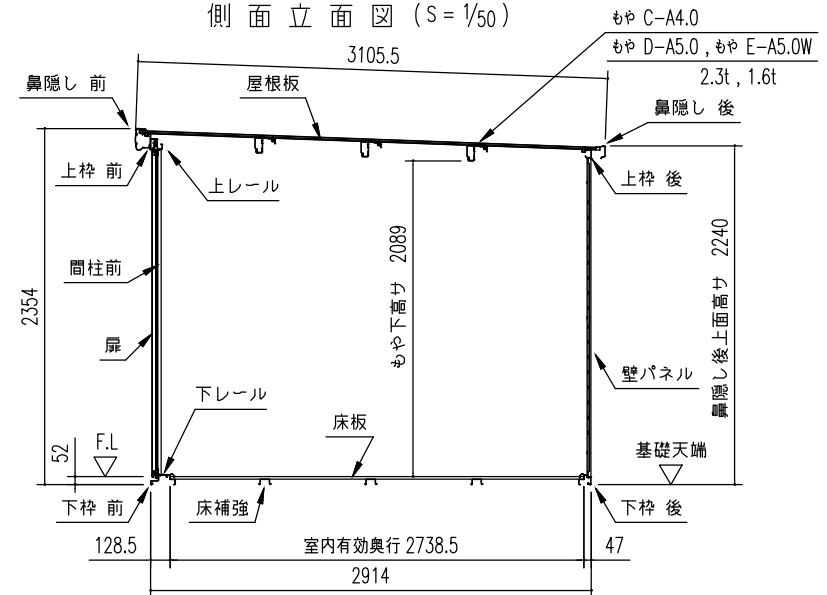 側面立面図 (S=1/50)
もや C-A4.0
もや D-A5.0 , もや E-A5.0W
2.3t , 1.6t
3105.5
鼻隠し 前
屋根板
鼻隠し 後
上枠 前
上レール
上枠 後
間柱前
もや下高サ 2089
鼻隠し後上面高サ 2240
2354
扉
壁パネル
下レール
床板
52
F.L
基礎天端
下枠 前
床補強
下枠 後
128.5
室内有効奥行 2738.5
47
2914